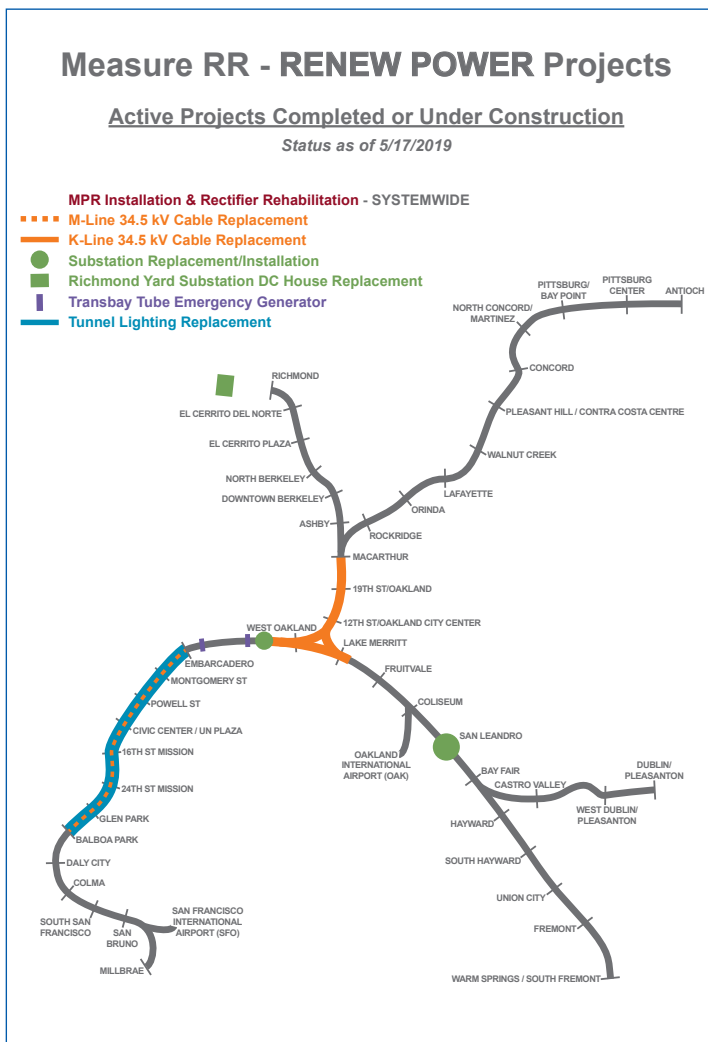 Measure RR - RENEW POWER Projects
Active Projects Completed or Under Construction
Status as of 5/17/2019
MPR Installation & Rectifier Rehabilitation - SYSTEMWIDE
M-Line 34.5 kV Cable Replacement
K-Line 34.5 kV Cable Replacement
Substation Replacement/Installation
Richmond Yard Substation DC House Replacement
Transbay Tube Emergency Generator
Tunnel Lighting Replacement
PITTSBURG/
BAY POINT
PITTSBURG
CENTER
ANTIOCH
NORTH CONCORD/
MARTINEZ
CONCORD
RICHMOND
EL CERRITO DEL NORTE
PLEASANT HILL / CONTRA COSTA CENTRE
EL CERRITO PLAZA
WALNUT CREEK
NORTH BERKELEY
LAFAYETTE
DOWNTOWN BERKELEY
ORINDA
ASHBY
ROCKRIDGE
MACARTHUR
19TH ST/OAKLAND
12TH ST/OAKLAND CITY CENTER
WEST OAKLAND
LAKE MERRITT
EMBARCADERO
FRUITVALE
MONTGOMERY ST
POWELL ST
COLISEUM
CIVIC CENTER / UN PLAZA
SAN LEANDRO
16TH ST MISSION
OAKLAND
INTERNATIONAL
AIRPORT (OAK)
BAY FAIR
DUBLIN/
PLEASANTON
24TH ST MISSION
CASTRO VALLEY
WEST DUBLIN/
PLEASANTON
GLEN PARK
HAYWARD
BALBOA PARK
DALY CITY
SOUTH HAYWARD
COLMA
UNION CITY
SOUTH SAN
FRANCISCO
SAN
BRUNO
SAN FRANCISCO
INTERNATIONAL
AIRPORT (SFO)
FREMONT
MILLBRAE
WARM SPRINGS / SOUTH FREMONT